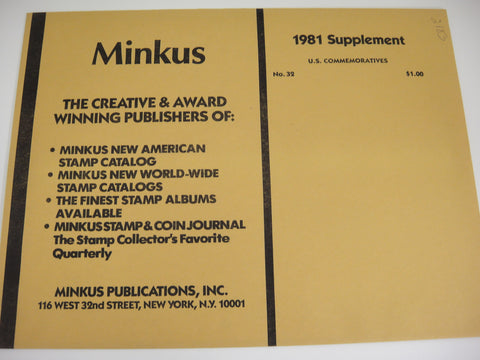 Minkus
THE CREATIVE & AWARD
WINNING PUBLISHERS OF:
• MINKUS NEW AMERICAN
STAMP CATALOG
• MINKUS NEW WORLD-WIDE
STAMP CATALOGS
• THE FINEST STAMP ALBUMS
AVAILABLE
• MINKUS STAMP & COIN JOURNAL
The Stamp Collector's Favorite
Quarterly
MINKUS PUBLICATIONS, INC.
116 WEST 32nd STREET, NEW YORK, N.Y. 10001
1981 Supplement
U.S. COMMEMORATIVES
No. 32 $1.00